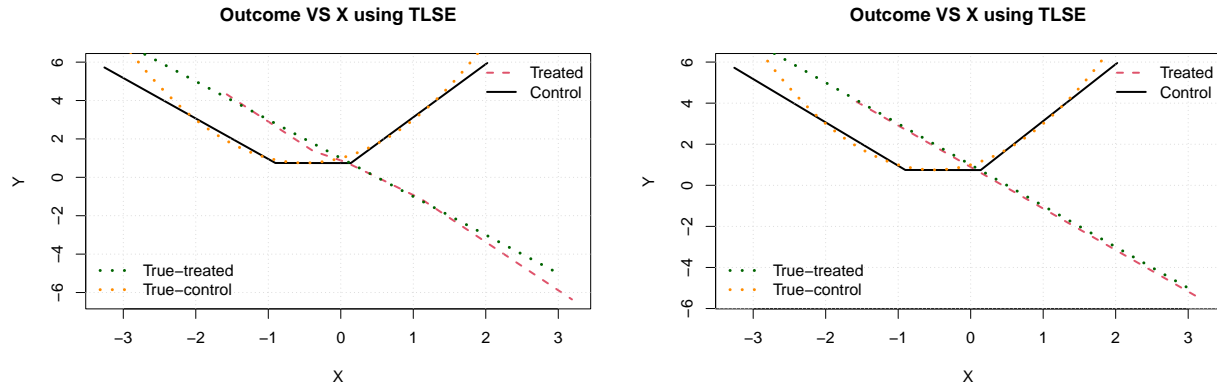 Outcome VS X using TLSE
6
4
2
0
−2
−4
−6
Y
Treated
Control
True−treated
True−control
−3 −2 −1 0 1 2 3
X
Outcome VS X using TLSE
6
4
2
0
−2
−4
−6
Y
Treated
Control
True−treated
True−control
−3 −2 −1 0 1 2 3
X